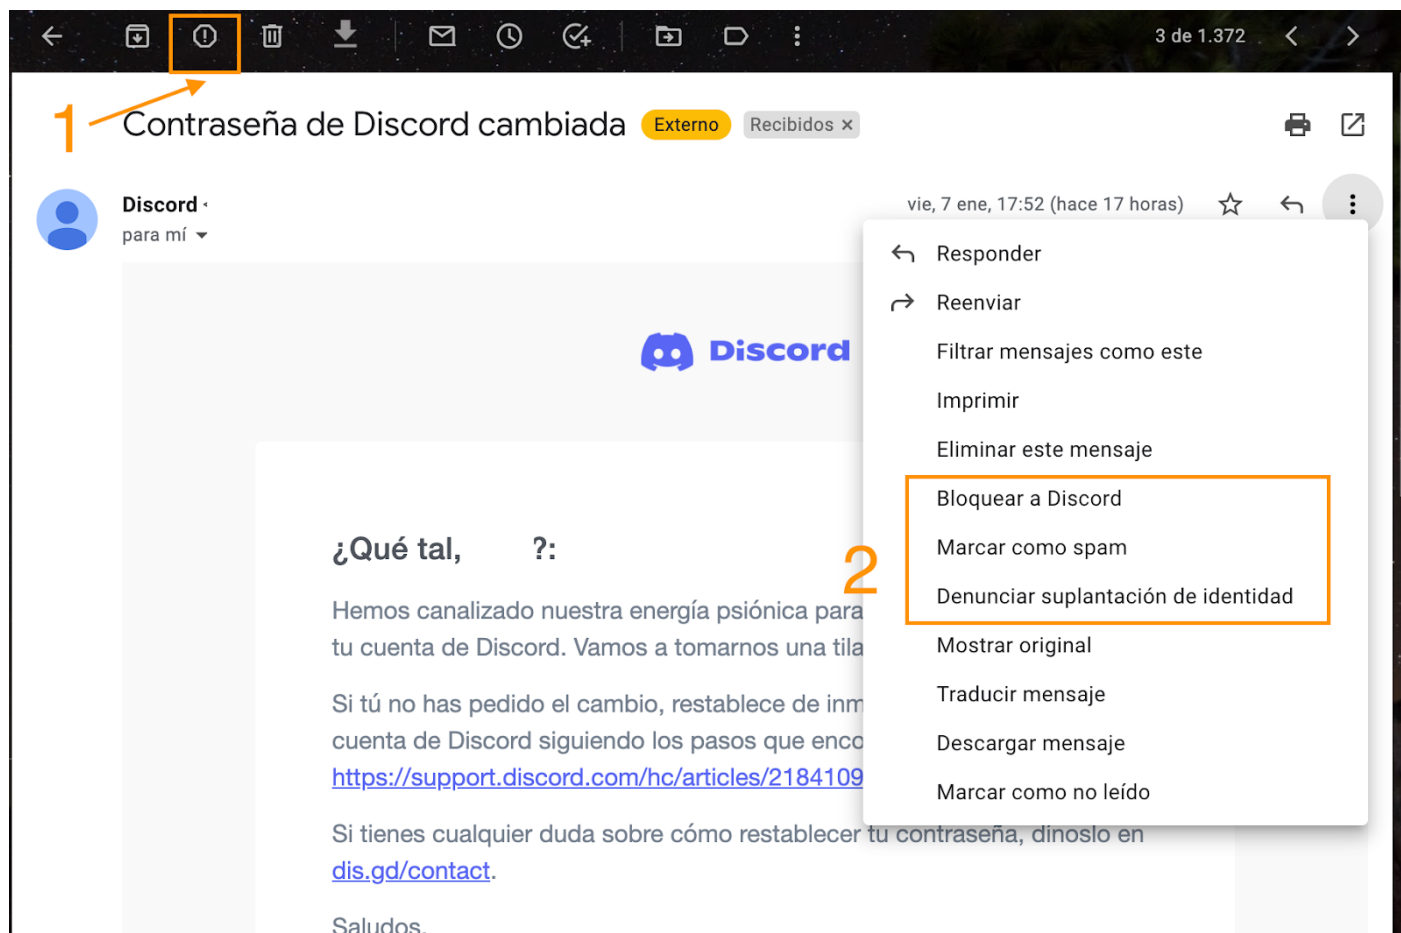 3 de 1.372
1
Contraseña de Discord cambiada Externo Recibidos ×
Discord
vie, 7 ene, 17:52 (hace 17 horas)
para mí
Responder
Reenviar
Filtrar mensajes como este
Imprimir
Eliminar este mensaje
Bloquear a Discord
Marcar como spam
Denunciar suplantación de identidad
Mostrar original
Traducir mensaje
Descargar mensaje
Marcar como no leído
2
Discord
¿Qué tal, ?:
Hemos canalizado nuestra energía psiónica para
tu cuenta de Discord. Vamos a tomarnos una tila
Si tú no has pedido el cambio, restablece de
cuenta de Discord siguiendo los pasos que
https://support.discord.com/hc/articles/2184109
Si tienes cualquier duda sobre cómo restablecer tu contraseña, dínoslo en
dis.gd/contact.
Saludos,